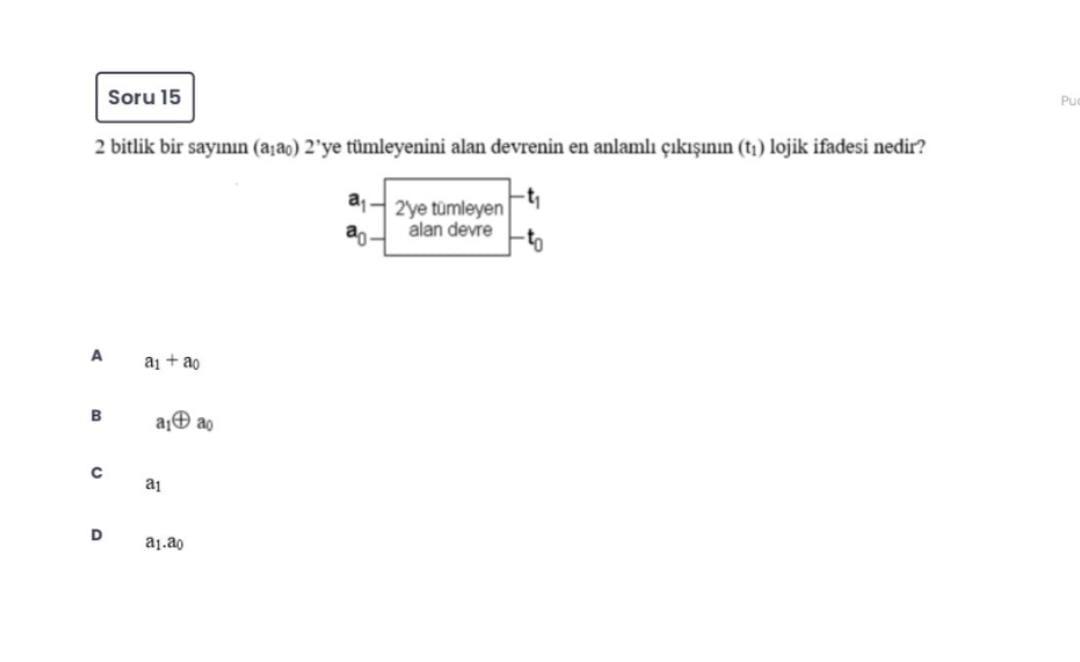 Soru 15
2 bitlik bir sayının (a₁a₀) 2'ye tümleyenini alan devrenin en anlamlı çıkışının (t₁) lojik ifadesi nedir?
a₁ 2'ye tümleyen t₁
a₀ alan devre t₀
A a₁ + a₀
B a₁⊕ a₀
C a₁
D a₁.a₀